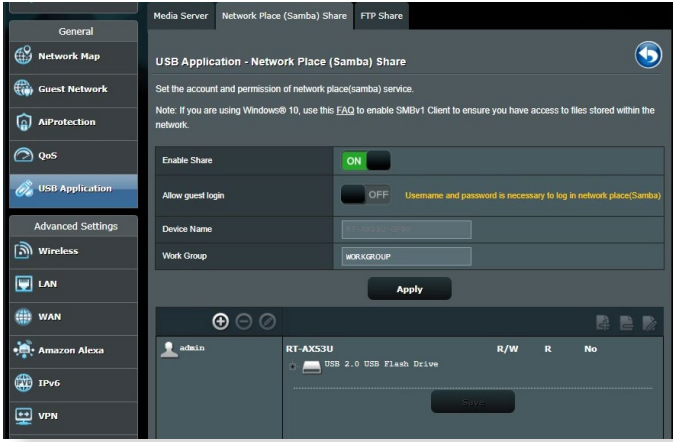 Media Server Network Place (Samba) Share FTP Share
General
Network Map
Guest Network
AiProtection
QoS
USB Application
Advanced Settings
Wireless
LAN
WAN
Amazon Alexa
IPv6
VPN
USB Application - Network Place (Samba) Share
Set the account and permission of network place(samba) service.
Note: If you are using Windows® 10, use this FAQ to enable SMBv1 Client to ensure you have access to files stored within the
network.
Enable Share ON
Allow guest login OFF Username and password is necessary to log in network place(Samba)
Device Name
Work Group WORKGROUP
Apply
admin
RT-AX53U R/W R No
USB 2.0 USB Flash Drive
Save